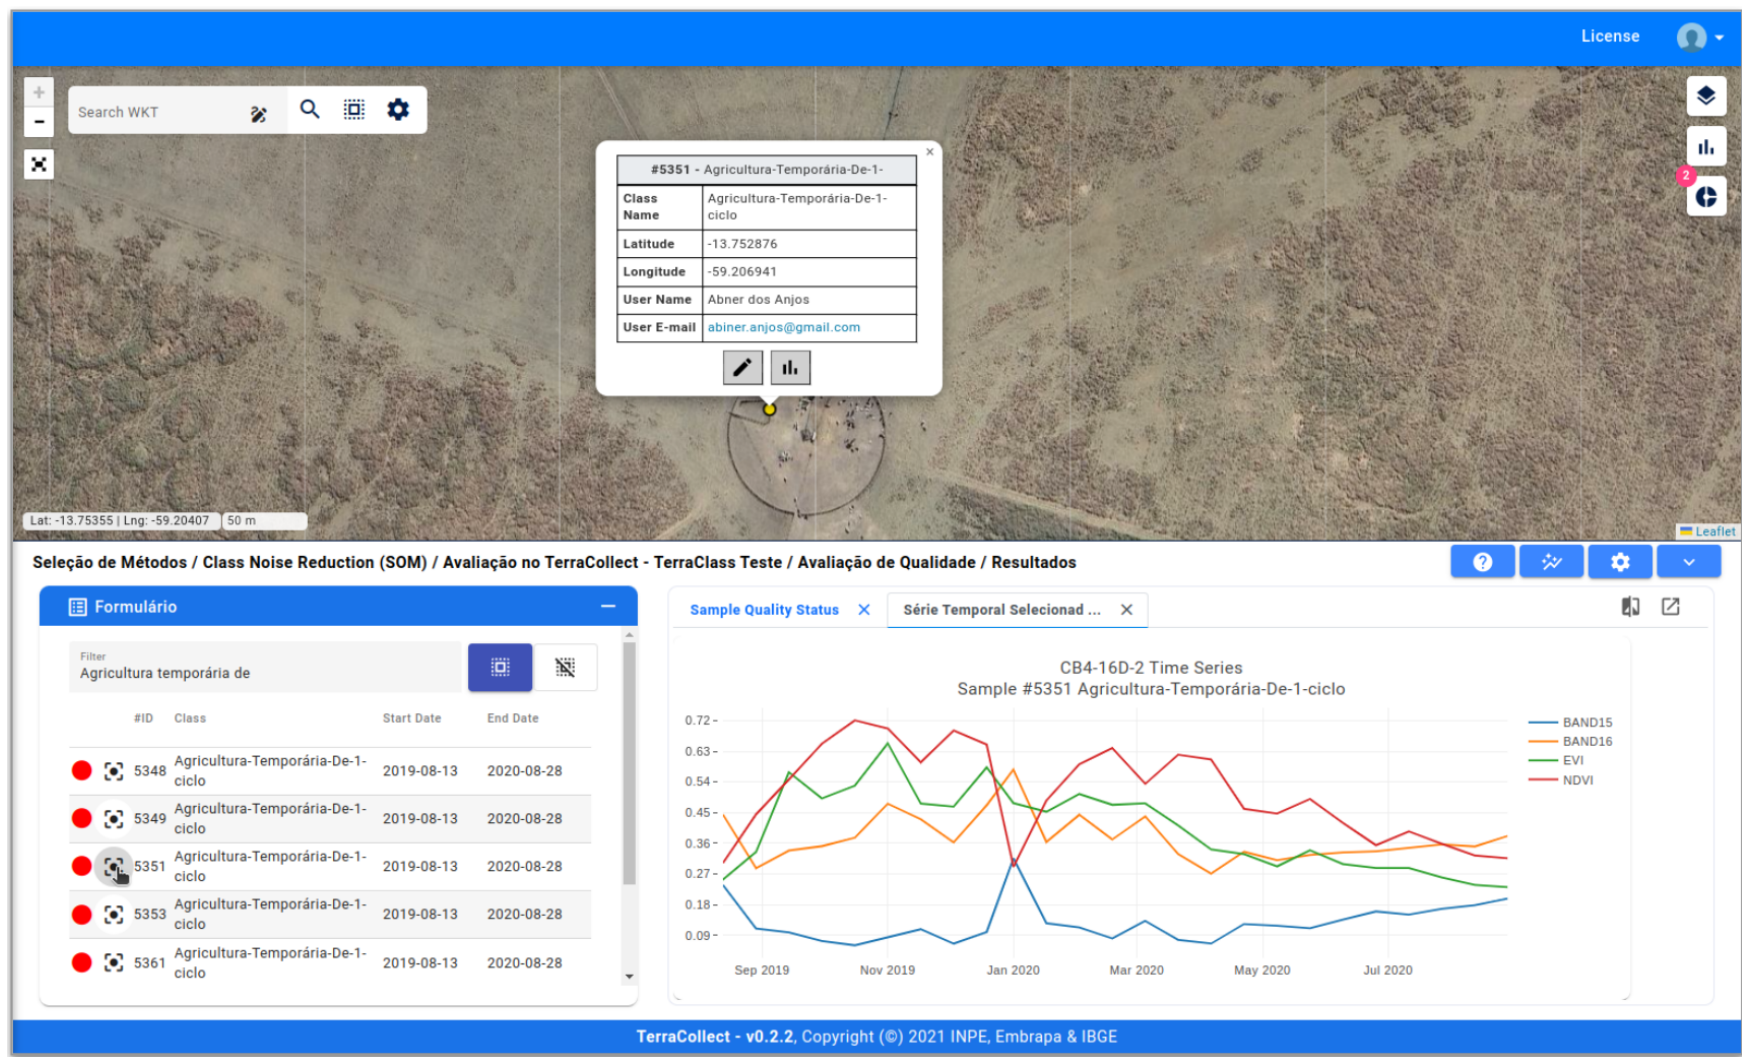 License
+
Search WKT
-
×
#5351 - Agricultura-Temporária-De-1-
Class Name
Agricultura-Temporária-De-1-
ciclo
Latitude
-13.752876
Longitude
-59.206941
User Name
Abner dos Anjos
User E-mail
abiner.anjos@gmail.com
2
Lat: -13.75355 | Lng: -59.20407
50 m
Leaflet
Seleção de Métodos / Class Noise Reduction (SOM) / Avaliação no TerraCollect - TerraClass Teste / Avaliação de Qualidade / Resultados
?
Formulário
Filter
Agricultura temporária de
#ID Class Start Date End Date
5348 Agricultura-Temporária-De-1-
ciclo 2019-08-13 2020-08-28
5349 Agricultura-Temporária-De-1-
ciclo 2019-08-13 2020-08-28
5351 Agricultura-Temporária-De-1-
ciclo 2019-08-13 2020-08-28
5353 Agricultura-Temporária-De-1-
ciclo 2019-08-13 2020-08-28
5361 Agricultura-Temporária-De-1-
ciclo 2019-08-13 2020-08-28
Sample Quality Status
Série Temporal Selecionad ...
CB4-16D-2 Time Series
Sample #5351 Agricultura-Temporária-De-1-ciclo
0.72
0.63
0.54
0.45
0.36
0.27
0.18
0.09
Sep 2019 Nov 2019 Jan 2020 Mar 2020 May 2020 Jul 2020
BAND15
BAND16
EVI
NDVI
TerraCollect - v0.2.2, Copyright (©) 2021 INPE, Embrapa & IBGE